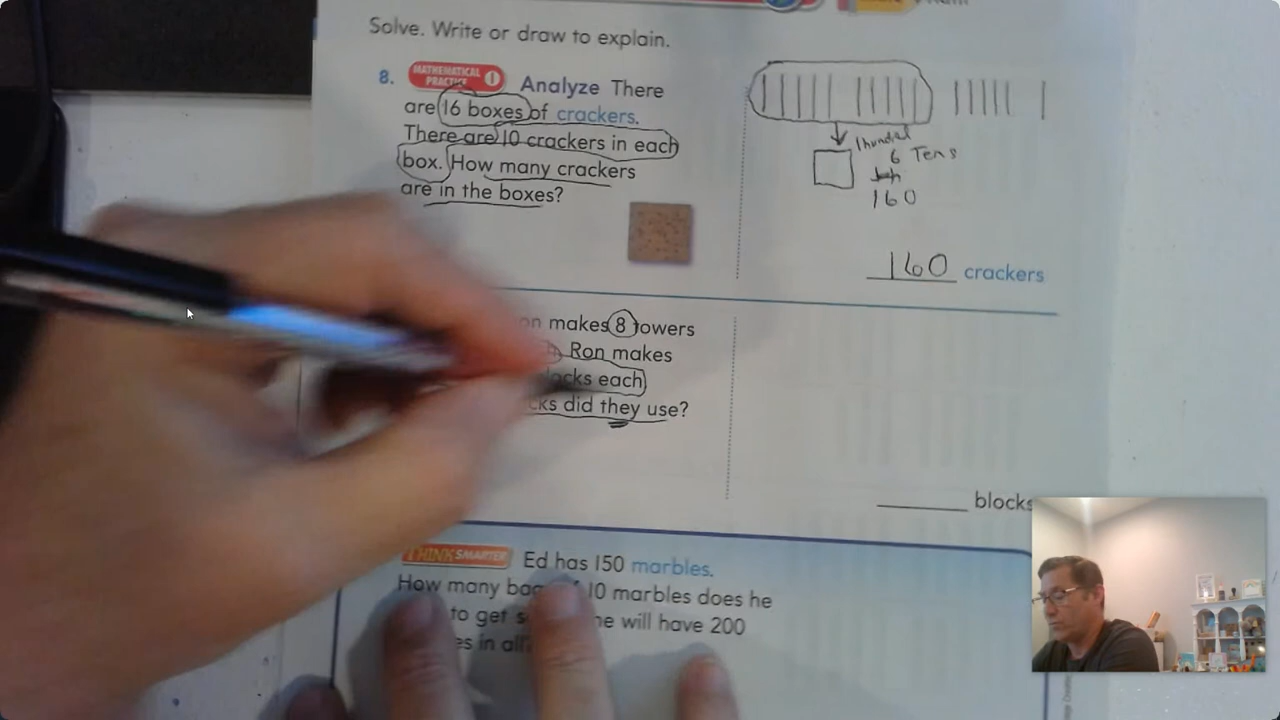 Solve. Write or draw to explain.
8. MATHEMATICAL PRACTICE 1 Analyze There
are 16 boxes of crackers.
There are 10 crackers in each
box. How many crackers
are in the boxes?
1 hundred
6 Tens
160
160 crackers
makes 8 towers
Ron makes
each
did they use?
blocks
THINK SMARTER Ed has 150 marbles.
How many 10 marbles does he
to get will have 200
in all